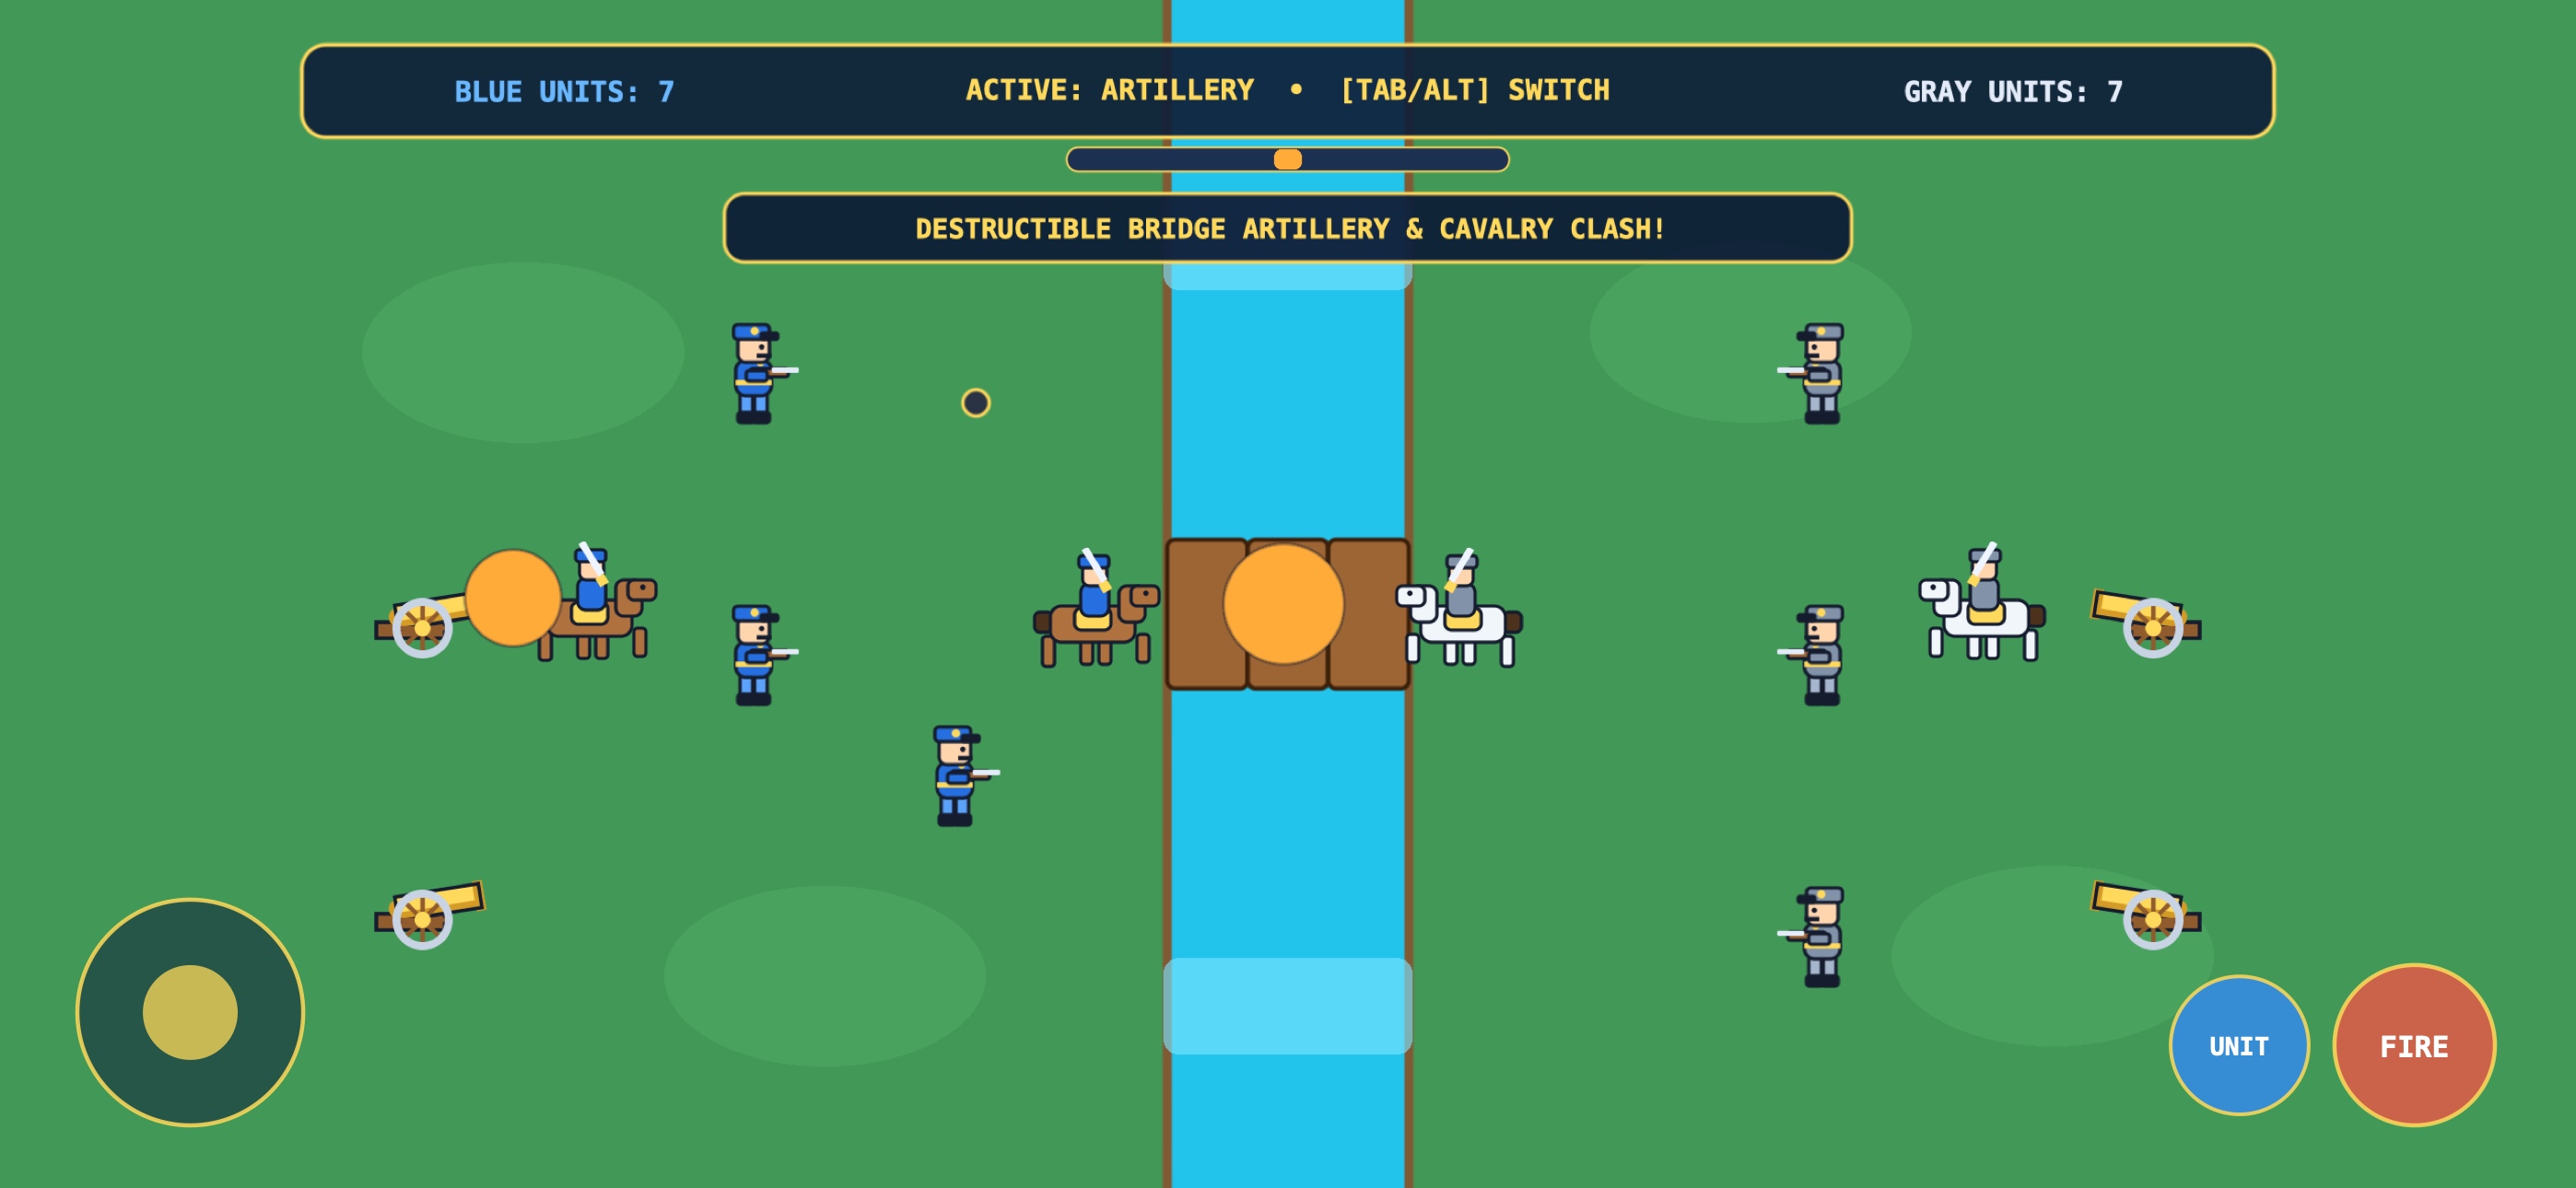 BLUE UNITS: 7
ACTIVE: ARTILLERY • [TAB/ALT] SWITCH
GRAY UNITS: 7
DESTRUCTIBLE BRIDGE ARTILLERY & CAVALRY CLASH!
UNIT
FIRE